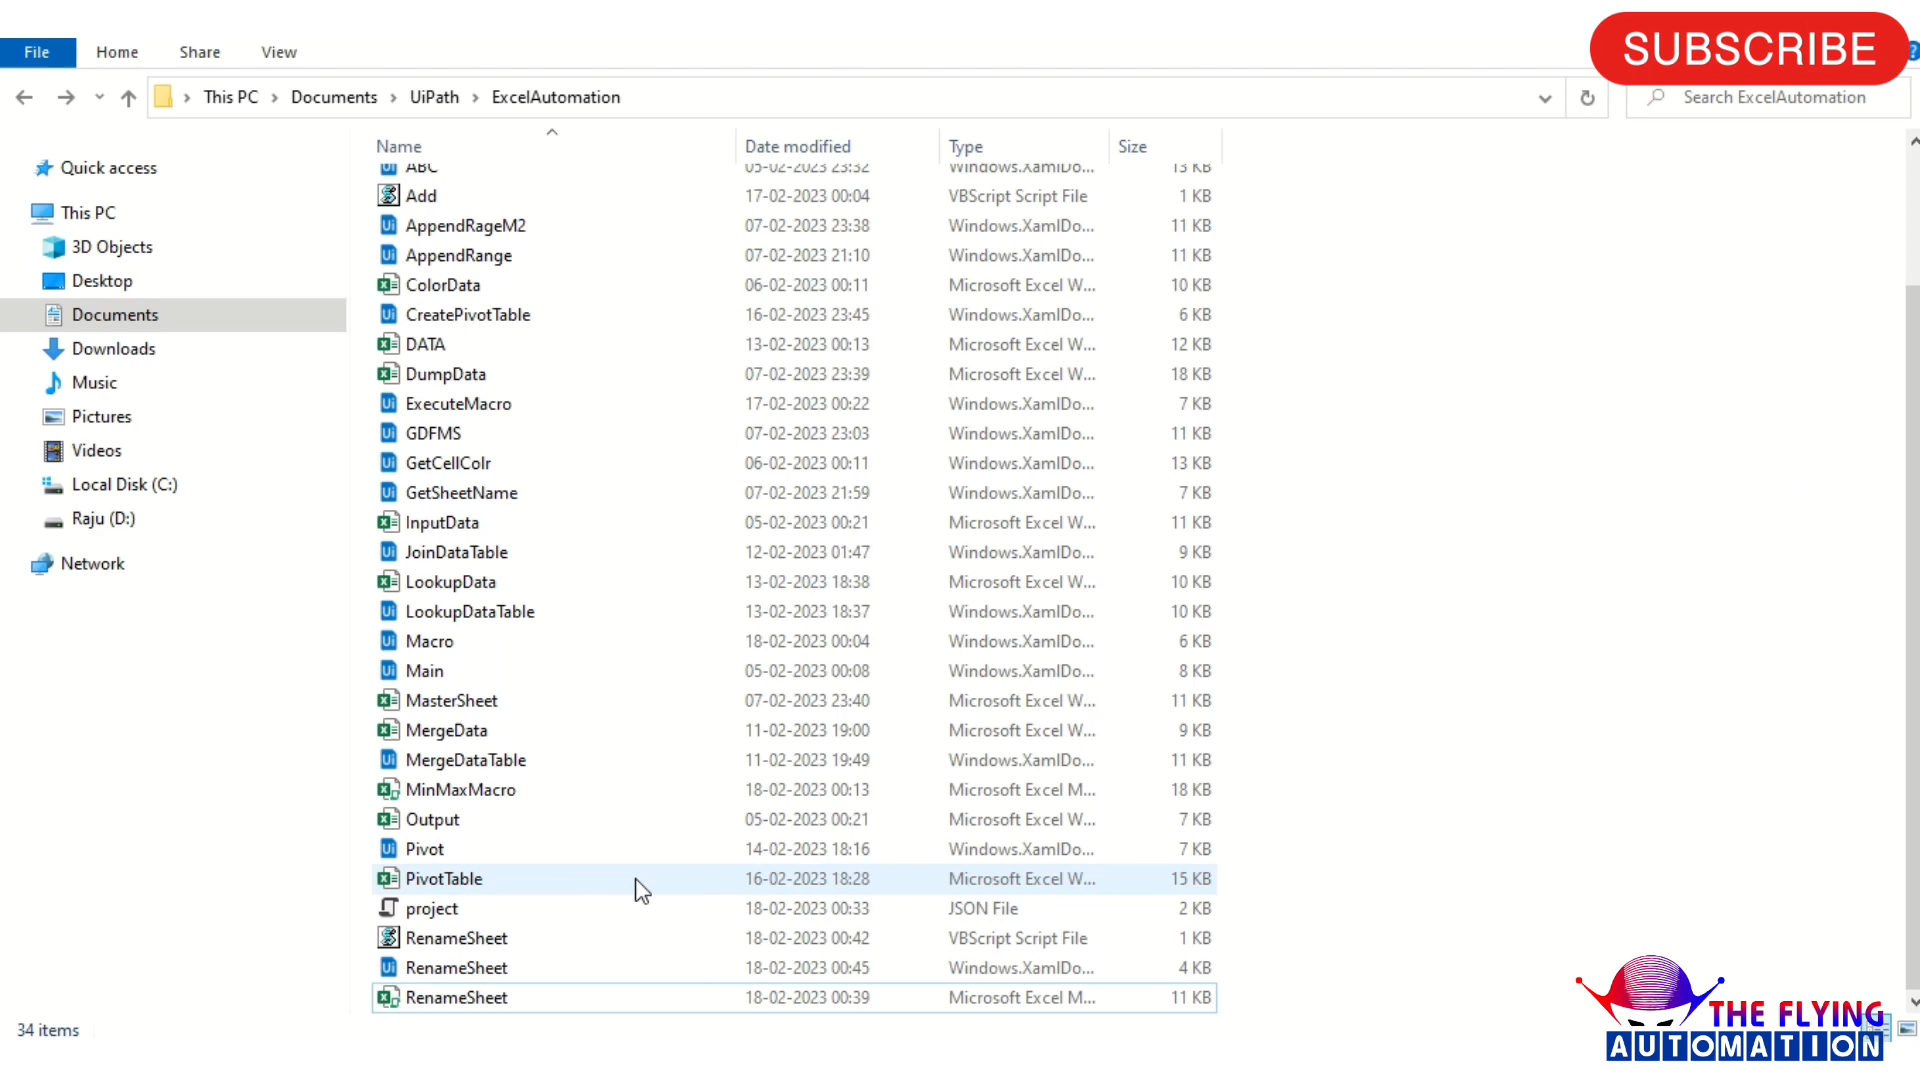 SUBSCRIBE
File Home Share View ?
This PC Documents UiPath ExcelAutomation Search ExcelAutomation
Name Date modified Type Size
Quick access
This PC
3D Objects
Desktop
Documents
Downloads
Music
Pictures
Videos
Local Disk (C:)
Raju (D:)
Network
ABC 05-02-2023 23:32 Windows.XamlDo... 13 KB
Add 17-02-2023 00:04 VBScript Script File 1 KB
AppendRageM2 07-02-2023 23:38 Windows.XamlDo... 11 KB
AppendRange 07-02-2023 21:10 Windows.XamlDo... 11 KB
ColorData 06-02-2023 00:11 Microsoft Excel W... 10 KB
CreatePivotTable 16-02-2023 23:45 Windows.XamlDo... 6 KB
DATA 13-02-2023 00:13 Microsoft Excel W... 12 KB
DumpData 07-02-2023 23:39 Microsoft Excel W... 18 KB
ExecuteMacro 17-02-2023 00:22 Windows.XamlDo... 7 KB
GDFMS 07-02-2023 23:03 Windows.XamlDo... 11 KB
GetCellColr 06-02-2023 00:11 Windows.XamlDo... 13 KB
GetSheetName 07-02-2023 21:59 Windows.XamlDo... 7 KB
InputData 05-02-2023 00:21 Microsoft Excel W... 11 KB
JoinDataTable 12-02-2023 01:47 Windows.XamlDo... 9 KB
LookupData 13-02-2023 18:38 Microsoft Excel W... 10 KB
LookupDataTable 13-02-2023 18:37 Windows.XamlDo... 10 KB
Macro 18-02-2023 00:04 Windows.XamlDo... 6 KB
Main 05-02-2023 00:08 Windows.XamlDo... 8 KB
MasterSheet 07-02-2023 23:40 Microsoft Excel W... 11 KB
MergeData 11-02-2023 19:00 Microsoft Excel W... 9 KB
MergeDataTable 11-02-2023 19:49 Windows.XamlDo... 11 KB
MinMaxMacro 18-02-2023 00:13 Microsoft Excel M... 18 KB
Output 05-02-2023 00:21 Microsoft Excel W... 7 KB
Pivot 14-02-2023 18:16 Windows.XamlDo... 7 KB
PivotTable 16-02-2023 18:28 Microsoft Excel W... 15 KB
project 18-02-2023 00:33 JSON File 2 KB
RenameSheet 18-02-2023 00:42 VBScript Script File 1 KB
RenameSheet 18-02-2023 00:45 Windows.XamlDo... 4 KB
RenameSheet 18-02-2023 00:39 Microsoft Excel M... 11 KB
34 items
THE FLYING
AUTOMATION